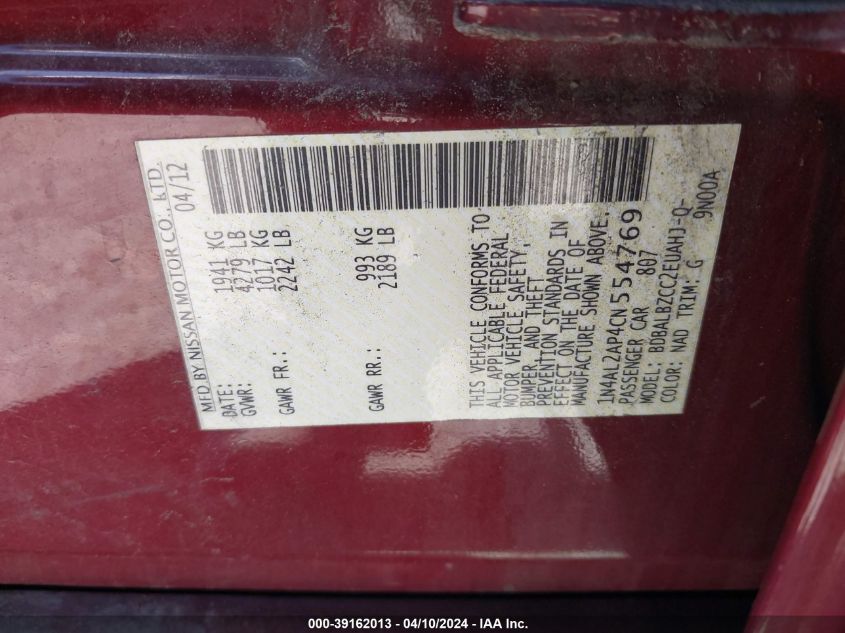 MFD.BY NISSAN MOTOR CO., LTD.
DATE: 04/12
GVWR: 1941 KG
4279 LB
GAWR FR.: 1017 KG
2242 LB
GAWR RR.: 993 KG
2189 LB
THIS VEHICLE CONFORMS TO
ALL APPLICABLE FEDERAL
MOTOR VEHICLE SAFETY,
BUMPER, AND THEFT
PREVENTION STANDARDS IN
EFFECT ON THE DATE OF
MANUFACTURE SHOWN ABOVE.
1N4AL2AP4CN554769
PASSENGER CAR 867
MODEL: BDBALBZCC2EUAHJ-Q-
COLOR: NAD TRIM: G 9N00A
000-39162013 - 04/10/2024 - IAA Inc.